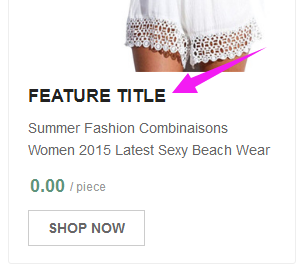 FEATURE TITLE
Summer Fashion Combinaisons
Women 2015 Latest Sexy Beach Wear
0.00 / piece
SHOP NOW